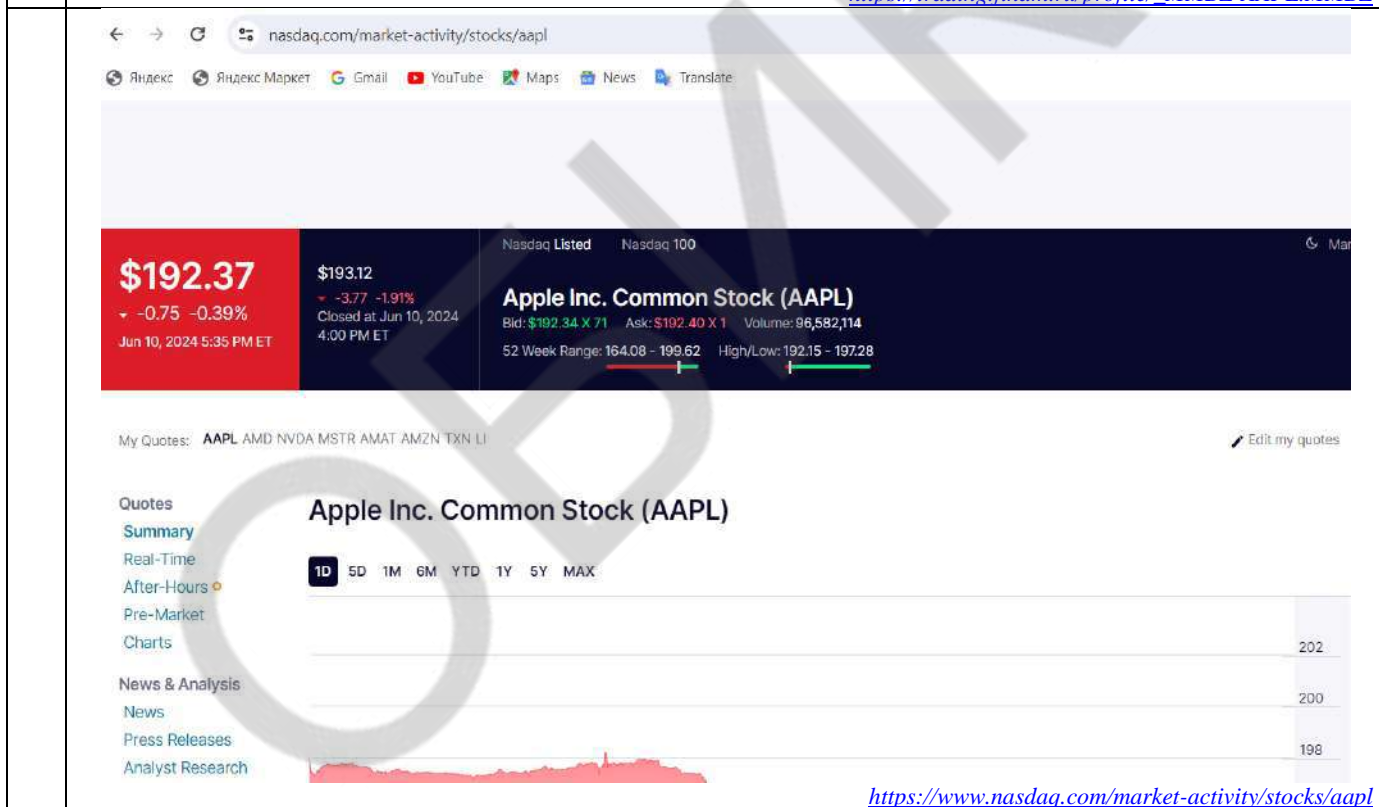 nasdaq.com/market-activity/stocks/aapl
Яндекс Яндекс Маркет Gmail YouTube Maps News Translate
Nasdaq Listed Nasdaq 100
$192.37
-0.75 -0.39%
Jun 10, 2024 5:35 PM ET
$193.12
-3.77 -1.91%
Closed at Jun 10, 2024
4:00 PM ET
Apple Inc. Common Stock (AAPL)
Bid: $192.34 X 71 Ask: $192.40 X 1 Volume: 96,582,114
52 Week Range: 164.08 - 199.62 High/Low: 192.15 - 197.28
My Quotes: AAPL AMD NVDA MSTR AMAT AMZN TXN LI
Edit my quotes
Quotes
Summary
Real-Time
After-Hours
Pre-Market
Charts
News & Analysis
News
Press Releases
Analyst Research
Apple Inc. Common Stock (AAPL)
1D 5D 1M 6M YTD 1Y 5Y MAX
202
200
198
https://www.nasdaq.com/market-activity/stocks/aapl